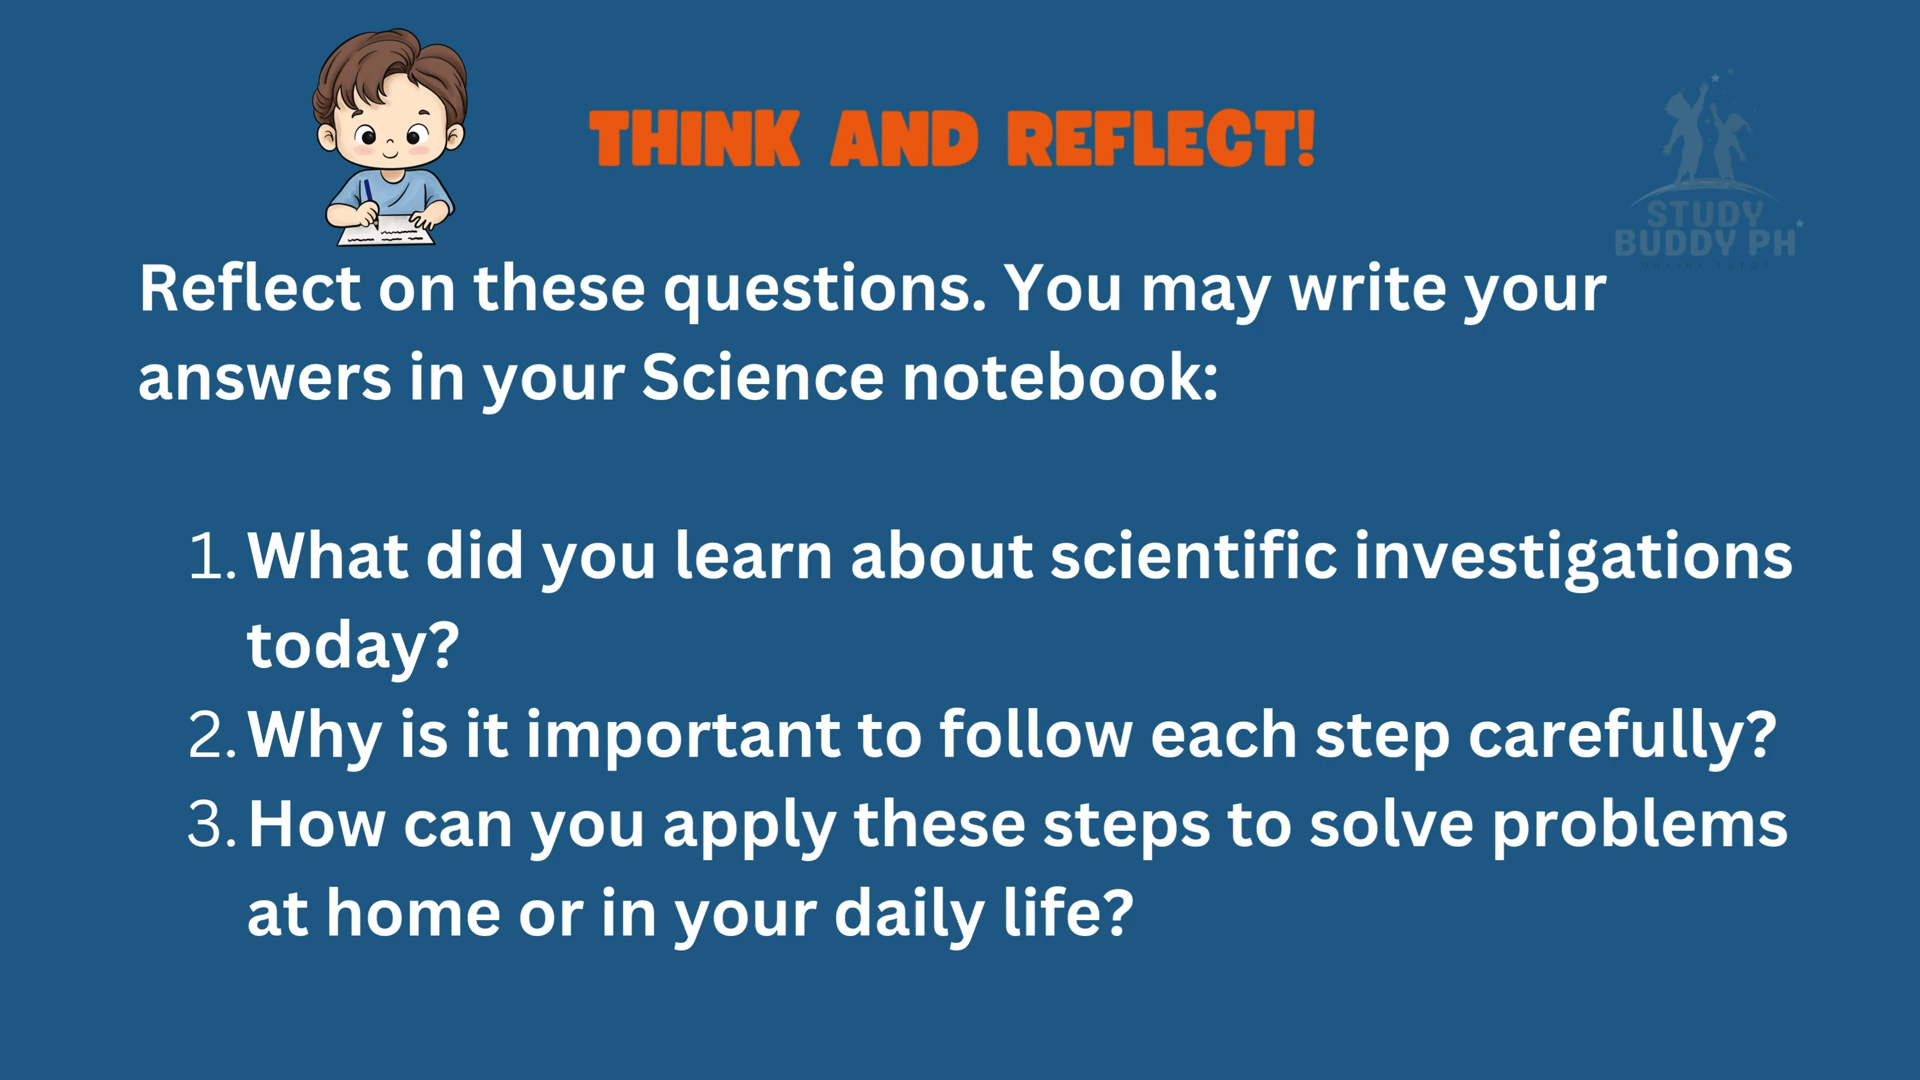 THINK AND REFLECT!
STUDY
BUDDY PH
ONLINE TUTOR
Reflect on these questions. You may write your
answers in your Science notebook:
1. What did you learn about scientific investigations
today?
2. Why is it important to follow each step carefully?
3. How can you apply these steps to solve problems
at home or in your daily life?